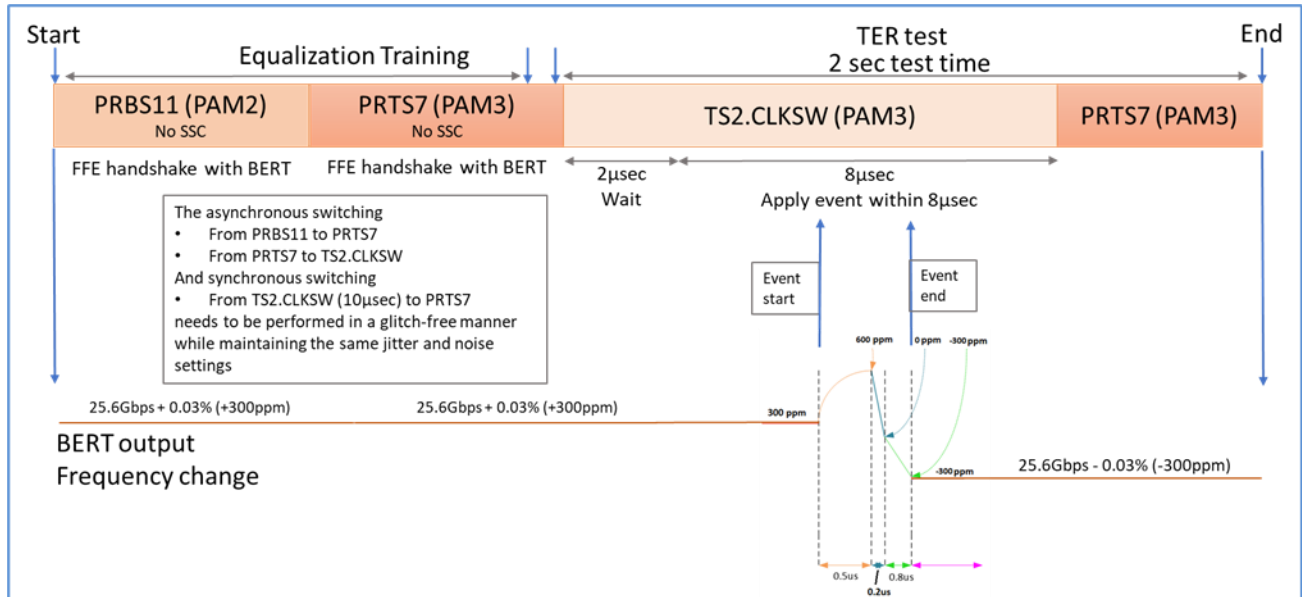 Start
Equalization Training
TER test
2 sec test time
End
PRBS11 (PAM2)
No SSC
PRTS7 (PAM3)
No SSC
TS2.CLKSW (PAM3)
PRTS7 (PAM3)
FFE handshake with BERT
FFE handshake with BERT
2µsec
Wait
8µsec
Apply event within 8µsec
The asynchronous switching
• From PRBS11 to PRTS7
• From PRTS7 to TS2.CLKSW
And synchronous switching
• From TS2.CLKSW (10µsec) to PRTS7
needs to be performed in a glitch-free manner
while maintaining the same jitter and noise
settings
Event
start
Event
end
600 ppm
0 ppm
-300ppm
25.6Gbps + 0.03% (+300ppm)
25.6Gbps + 0.03% (+300ppm)
300 ppm
BERT output
Frequency change
-300ppm
25.6Gbps - 0.03% (-300ppm)
0.5us
0.2us
0.8us